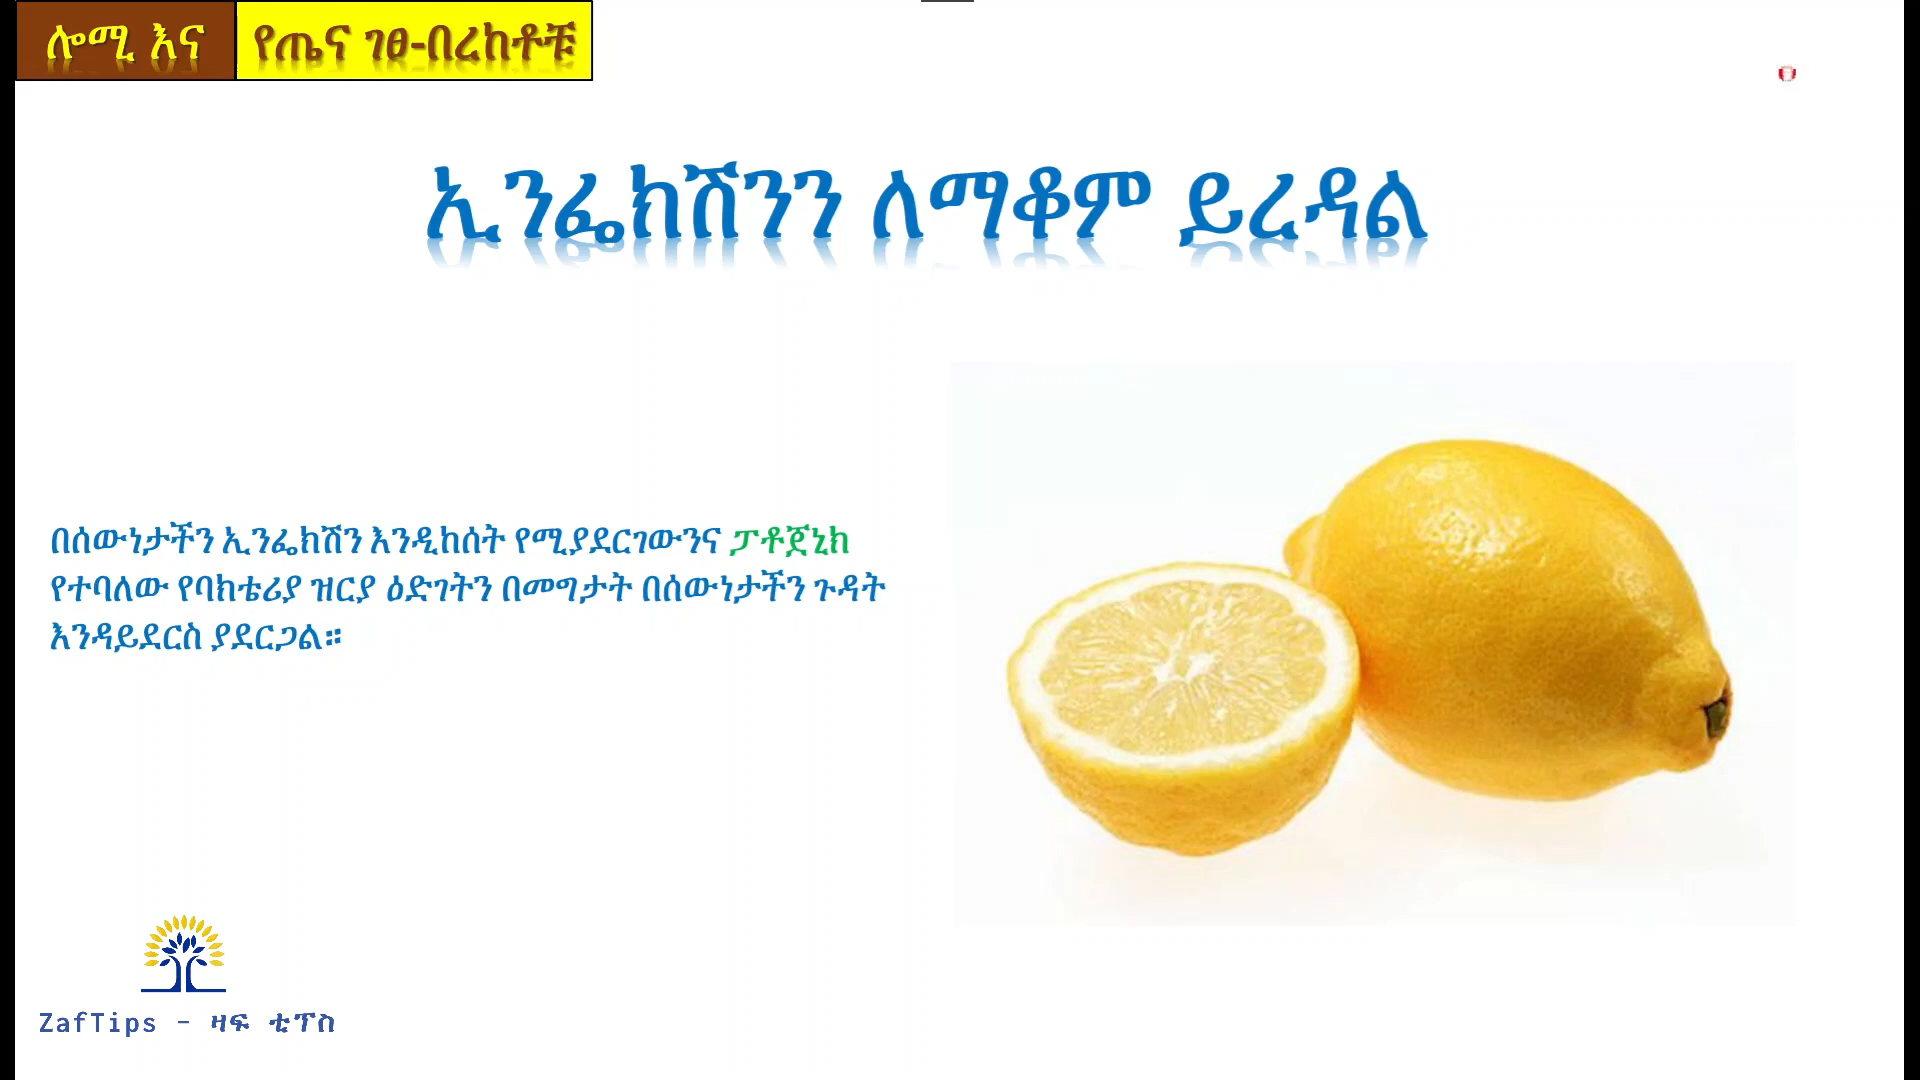 ሎሚ እና የጤና ገፀ-በረከቶቹ
ኢንፌክሽንን ለማቆም ይረዳል
በሰውነታችን ኢንፌክሽን እንዲከሰት የሚያደርገውንና ፓቶጀኒክ
የተባለው የባክቴሪያ ዝርያ ዕድገትን በመግታት በሰውነታችን ጉዳት
እንዳይደርስ ያደርጋል።
ZafTips - ዛፍ ቲፕስ